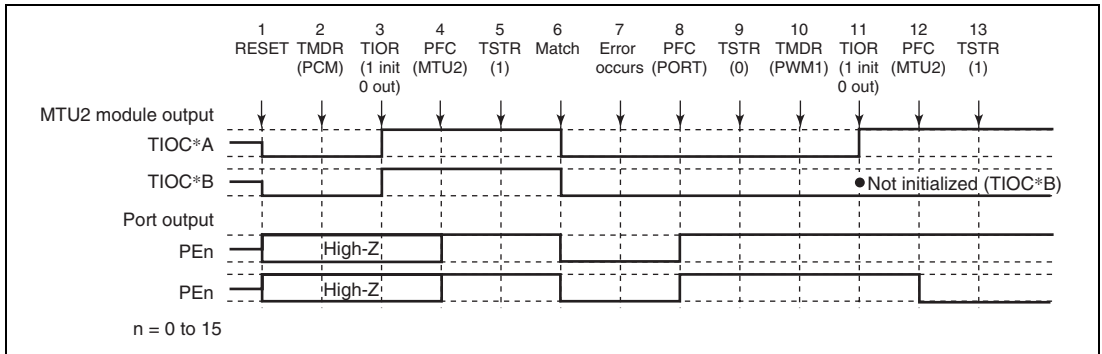 1 2 3 4 5 6 7 8 9 10 11 12 13
RESET TMDR TIOR PFC TSTR Match Error PFC TSTR TMDR TIOR PFC TSTR
(PCM) (1 init (MTU2) (1) occurs (PORT) (0) (PWM1) (1 init (MTU2) (1)
0 out) 0 out)
MTU2 module output
TIOC*A
TIOC*B
●Not initialized (TIOC*B)
Port output
PEn
High-Z
PEn
High-Z
n = 0 to 15